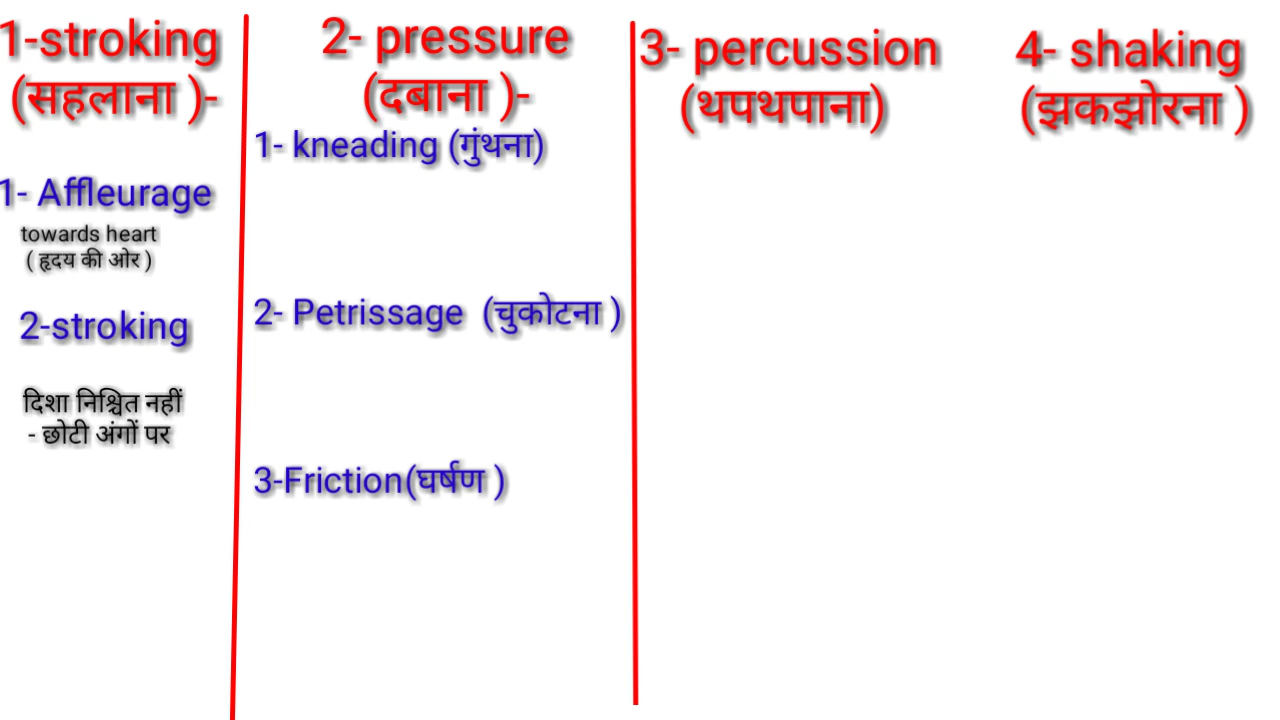 1-stroking
(सहलाना )-
1- Affleurage
towards heart
( हृदय की ओर )
2-stroking
दिशा निश्चित नहीं
- छोटी अंगों पर
2- pressure
(दबाना )-
1- kneading (गुंथना)
2- Petrissage (चुकोटना )
3-Friction(घर्षण )
3- percussion
(थपथपाना)
4- shaking
(झकझोरना )